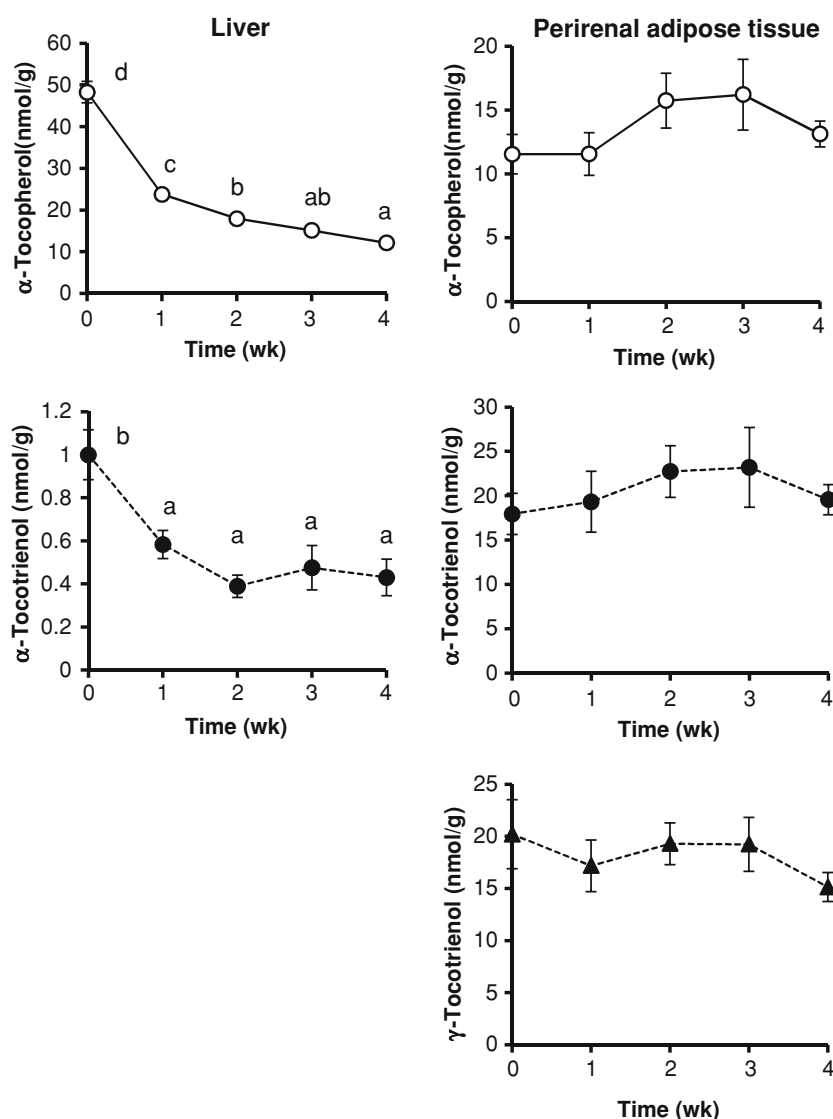 Liver
α-Tocopherol(nmol/g)
60
50
40
30
20
10
0
d
c
b
ab
a
0 1 2 3 4
Time (wk)
Perirenal adipose tissue
α-Tocopherol(nmol/g)
20
15
10
5
0
0 1 2 3 4
Time (wk)
α-Tocotrienol (nmol/g)
1.2
1
0.8
0.6
0.4
0.2
0
b
a
a
a
a
0 1 2 3 4
Time (wk)
α-Tocotrienol (nmol/g)
30
25
20
15
10
5
0
0 1 2 3 4
Time (wk)
γ-Tocotrienol (nmol/g)
25
20
15
10
5
0
0 1 2 3 4
Time (wk)